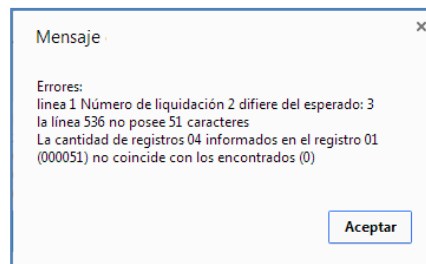 Mensaje
Errores:
linea 1 Número de liquidación 2 difiere del esperado: 3
la línea 536 no posee 51 caracteres
La cantidad de registros 04 informados en el registro 01
(000051) no coincide con los encontrados (0)
Aceptar